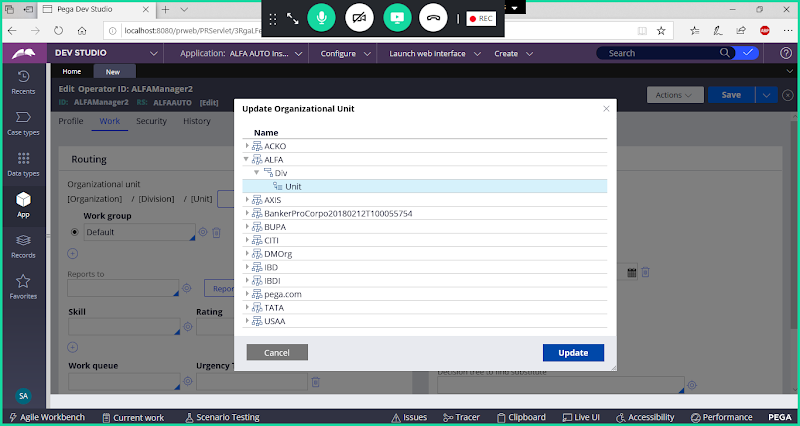 Pega Dev Studio
REC
localhost:8080/prweb/PRServlet/3RgaLFe
DEV STUDIO
Application: ALFA AUTO Ins...
Configure
Launch web interface
Create
Search
Home
New
Recents
Case types
Data types
App
Records
Favorites
SA
Edit Operator ID: ALFAManager2
ID: ALFAManager2 RS: ALFAAUTO [Edit]
Actions
Save
Profile
Work
Security
History
Routing
Organizational unit
[Organization] / [Division] / [Unit]
Work group
Default
Reports to
Repor
Skill
Rating
Work queue
Urgency T
Decision tree to find substitute
Update Organizational Unit
Name
ACKO
ALFA
Div
Unit
AXIS
BankerProCorpo20180212T100055754
BUPA
CITI
DMOrg
IBD
IBDI
pega.com
TATA
USAA
Cancel
Update
Agile Workbench
Current work
Scenario Testing
Issues
Tracer
Clipboard
Live UI
Accessibility
Performance
PEGA